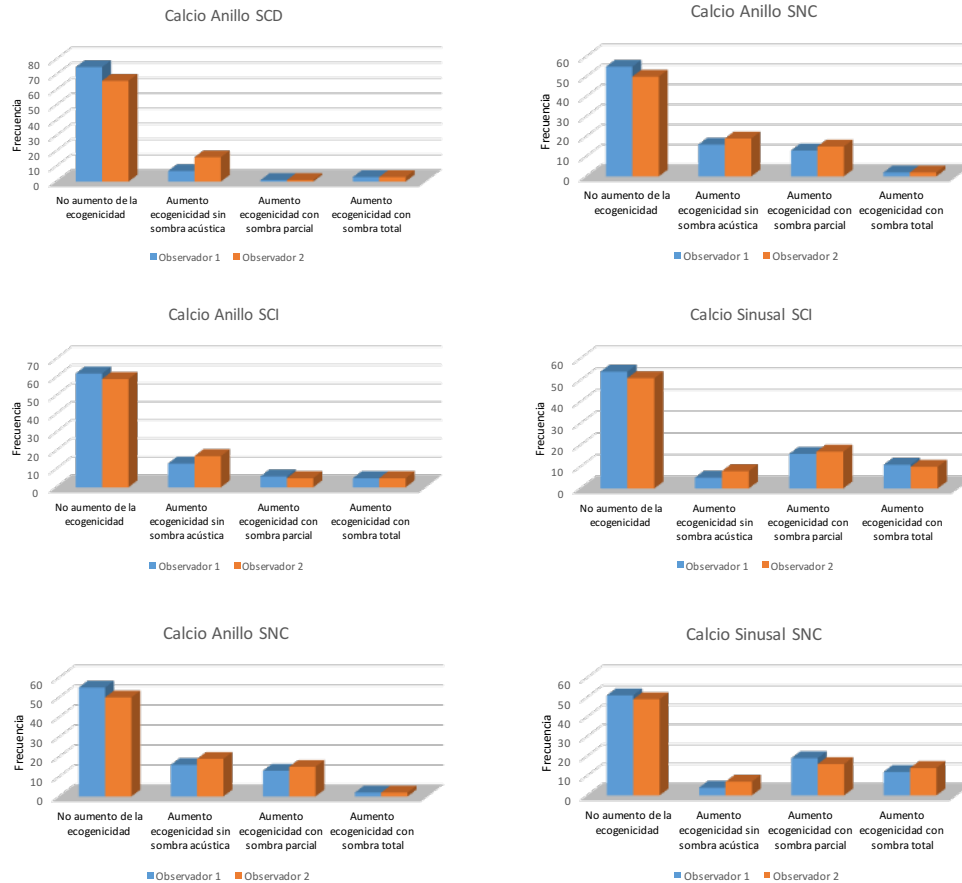 Calcio Anillo SCD
Frecuencia
80
70
60
50
40
30
20
10
0
No aumento de la ecogenicidad
Aumento ecogenicidad sin sombra acústica
Aumento ecogenicidad con sombra parcial
Aumento ecogenicidad con sombra total
Observador 1 Observador 2
Calcio Anillo SNC
Frecuencia
60
50
40
30
20
10
0
No aumento de la ecogenicidad
Aumento ecogenicidad sin sombra acústica
Aumento ecogenicidad con sombra parcial
Aumento ecogenicidad con sombra total
Observador 1 Observador 2
Calcio Anillo SCI
Frecuencia
70
60
50
40
30
20
10
0
No aumento de la ecogenicidad
Aumento ecogenicidad sin sombra acústica
Aumento ecogenicidad con sombra parcial
Aumento ecogenicidad con sombra total
Observador 1 Observador 2
Calcio Sinusal SCI
Frecuencia
60
50
40
30
20
10
0
No aumento de la ecogenicidad
Aumento ecogenicidad sin sombra acústica
Aumento ecogenicidad con sombra parcial
Aumento ecogenicidad con sombra total
Observador 1 Observador 2
Calcio Anillo SNC
Frecuencia
60
50
40
30
20
10
0
No aumento de la ecogenicidad
Aumento ecogenicidad sin sombra acústica
Aumento ecogenicidad con sombra parcial
Aumento ecogenicidad con sombra total
Observador 1 Observador 2
Calcio Sinusal SNC
Frecuencia
60
50
40
30
20
10
0
No aumento de la ecogenicidad
Aumento ecogenicidad sin sombra acústica
Aumento ecogenicidad con sombra parcial
Aumento ecogenicidad con sombra total
Observador 1 Observador 2